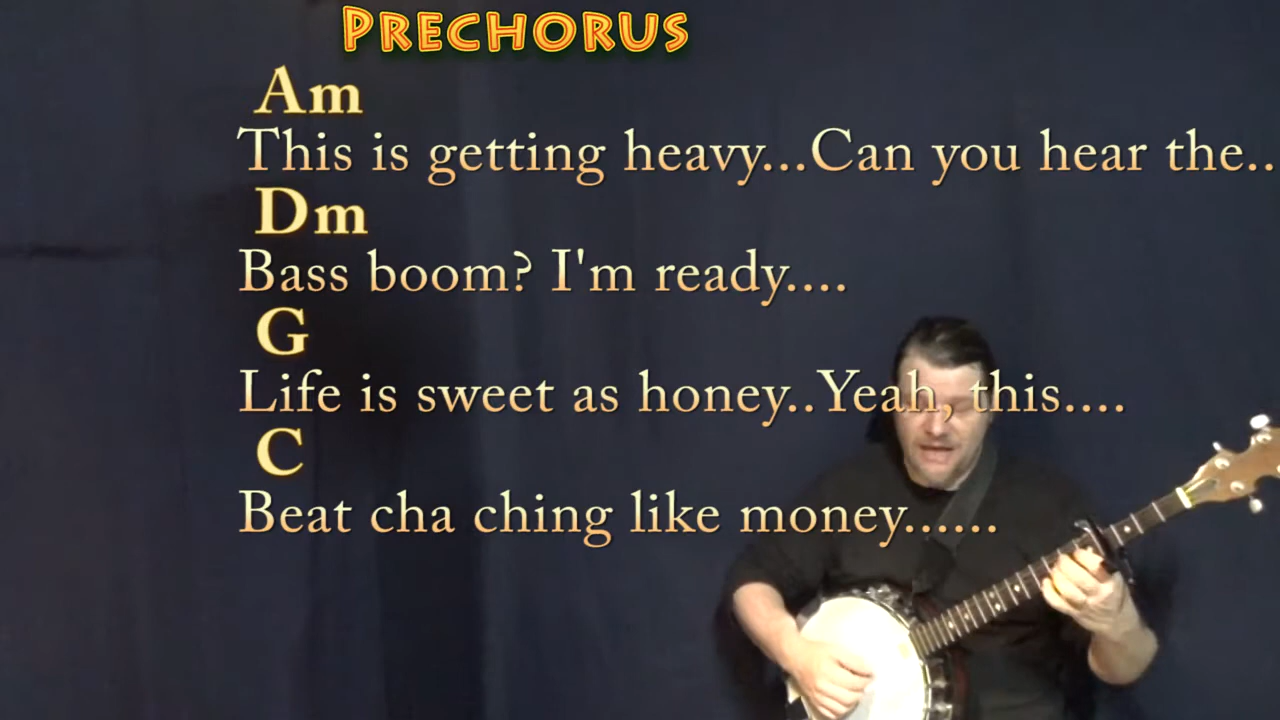 PRECHORUS
Am
This is getting heavy...Can you hear the..
Dm
Bass boom? I'm ready....
G
Life is sweet as honey..Yeah, this....
C
Beat cha ching like money......